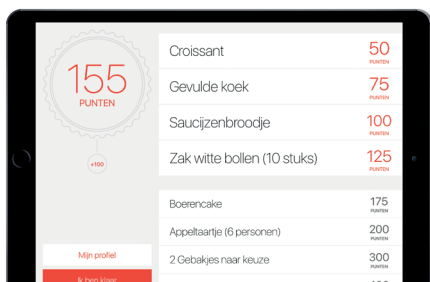 155
PUNTEN
+100
Mijn profiel
Ik ben klaar
Croissant 50 PUNTEN
Gevulde koek 75 PUNTEN
Saucijzenbroodje 100 PUNTEN
Zak witte bollen (10 stuks) 125 PUNTEN
Boerencake 175 PUNTEN
Appeltaartje (6 personen) 200 PUNTEN
2 Gebakjes naar keuze 300 PUNTEN